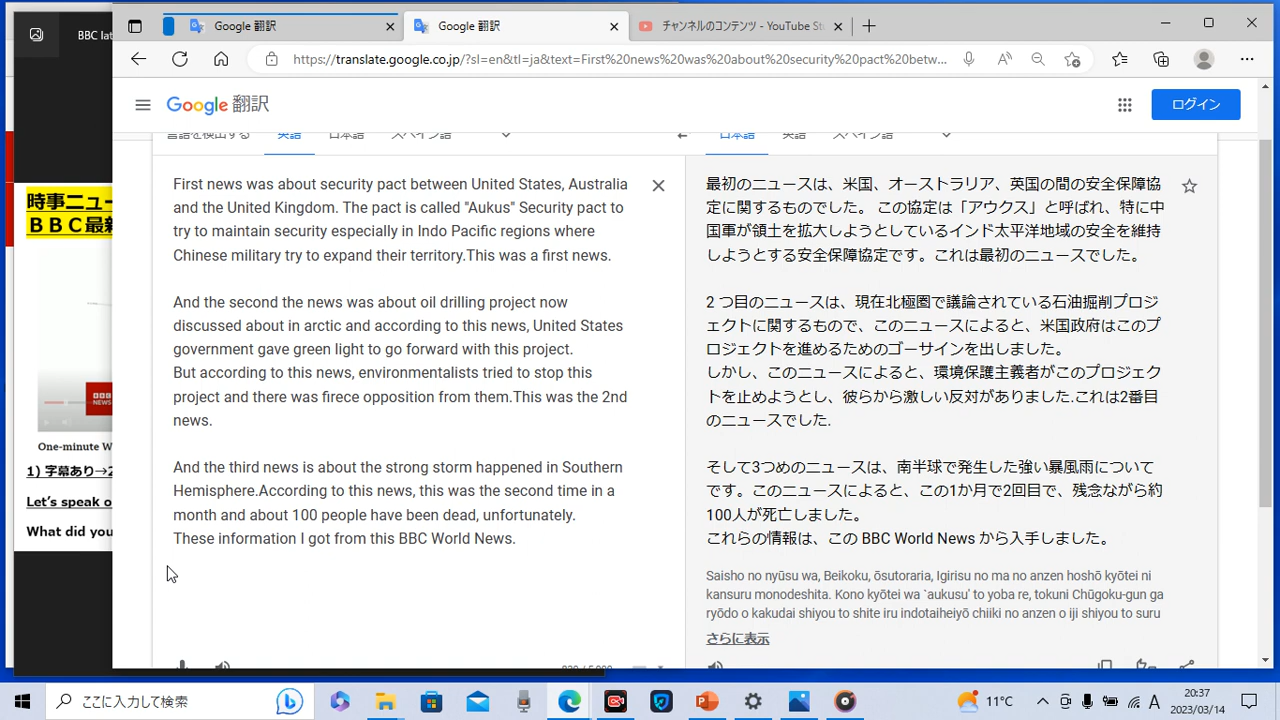 BBC lat
Google 翻訳
Google 翻訳
チャンネルのコンテンツ - YouTube St
https://translate.google.co.jp/?sl=en&tl=ja&text=First%20news%20was%20about%20security%20pact%20betw...
Google 翻訳
ログイン
言語を検出する 英語 日本語 スペイン語
日本語 英語 スペイン語
First news was about security pact between United States, Australia
and the United Kingdom. The pact is called "Aukus" Security pact to
try to maintain security especially in Indo Pacific regions where
Chinese military try to expand their territory.This was a first news.
And the second the news was about oil drilling project now
discussed about in arctic and according to this news, United States
government gave green light to go forward with this project.
But according to this news, environmentalists tried to stop this
project and there was firece opposition from them.This was the 2nd
news.
And the third news is about the strong storm happened in Southern
Hemisphere.According to this news, this was the second time in a
month and about 100 people have been dead, unfortunately.
These information I got from this BBC World News.
最初のニュースは、米国、オーストラリア、英国の間の安全保障協
定に関するものでした。 この協定は「アウクス」と呼ばれ、特に中
国軍が領土を拡大しようとしているインド太平洋地域の安全を維持
しようとする安全保障協定です。これは最初のニュースでした。
2 つ目のニュースは、現在北極圏で議論されている石油掘削プロジ
ェクトに関するもので、このニュースによると、米国政府はこのプ
ロジェクトを進めるためのゴーサインを出しました。
しかし、このニュースによると、環境保護主義者がこのプロジェク
トを止めようとし、彼らから激しい反対がありました.これは2番目
のニュースでした.
そして3つめのニュースは、南半球で発生した強い暴風雨について
です。このニュースによると、この1か月で2回目で、残念ながら約
100人が死亡しました。
これらの情報は、この BBC World News から入手しました。
Saisho no nyūsu wa, Beikoku, ōsutoraria, Igirisu no ma no anzen hoshō kyōtei ni
kansuru monodeshita. Kono kyōtei wa `aukusu' to yoba re, tokuni Chūgoku-gun ga
ryōdo o kakudai shiyou to shite iru indotaiheiyō chiiki no anzen o iji shiyou to suru
さらに表示
時事ニュー
ＢＢＣ最新
BBC
NEWS
One-minute W
1) 字幕あり→2
Let's speak o
What did you
ここに入力して検索
11°C
A
20:37
2023/03/14